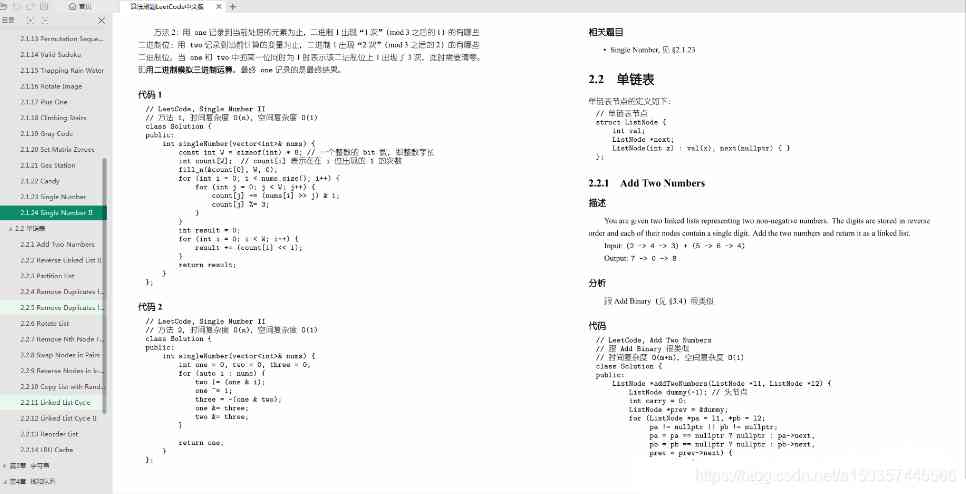 首页
LeetCode中文版
目录
2.1.13 Permutation Seque...
2.1.14 Valid Sudoku
2.1.15 Trapping Rain Water
2.1.16 Rotate Image
2.1.17 Plus One
2.1.18 Climbing Stairs
2.1.19 Gray Code
2.1.20 Set Matrix Zeroes
2.1.21 Gas Station
2.1.22 Candy
2.1.23 Single Number
2.1.24 Single Number II
2.2 单链表
2.2.1 Add Two Numbers
2.2.2 Reverse Linked List II
2.2.3 Partition List
2.2.4 Remove Duplicates f...
2.2.5 Remove Duplicates f...
2.2.6 Rotate List
2.2.7 Remove Nth Node F...
2.2.8 Swap Nodes in Pairs
2.2.9 Reverse Nodes in k-...
2.2.10 Copy List with Rand...
2.2.11 Linked List Cycle
2.2.12 Linked List Cycle II
2.2.13 Reorder List
2.2.14 LRU Cache
第3章 字符串
第4章 栈和队列
方法 2：用 one 记录到当前处理的元素为止，二进制 1 出现“1 次”（mod 3 之后的 1）的有哪些
二进制位；用 two 记录到当前计算的变量为止，二进制 1 出现“2 次”（mod 3 之后的 2）的有哪些
二进制位。当 one 和 two 中的某一位同时为 1 时表示该二进制位上 1 出现了 3 次，此时需要清零。
即用二进制模拟三进制运算。最终 one 记录的是最终结果。
代码 1
// LeetCode, Single Number II
// 方法 1，时间复杂度 O(n)，空间复杂度 O(1)
class Solution {
public:
int singleNumber(vector<int>& nums) {
const int W = sizeof(int) * 8; // 一个整数的 bit 数，即整数字长
int count[W]; // count[i] 表示在在 i 位出现的 1 的次数
fill_n(&count[0], W, 0);
for (int i = 0; i < nums.size(); i++) {
for (int j = 0; j < W; j++) {
count[j] += (nums[i] >> j) & 1;
count[j] %= 3;
}
}
int result = 0;
for (int i = 0; i < W; i++) {
result += (count[i] << i);
}
return result;
}
};
代码 2
// LeetCode, Single Number II
// 方法 2，时间复杂度 O(n)，空间复杂度 O(1)
class Solution {
public:
int singleNumber(vector<int>& nums) {
int one = 0, two = 0, three = 0;
for (auto i : nums) {
two |= (one & i);
one ^= i;
three = ~(one & two);
one &= three;
two &= three;
}
return one;
}
};
相关题目
• Single Number, 见 §2.1.23
2.2 单链表
单链表节点的定义如下：
// 单链表节点
struct ListNode {
int val;
ListNode *next;
ListNode(int x) : val(x), next(nullptr) { }
};
2.2.1 Add Two Numbers
描述
You are given two linked lists representing two non-negative numbers. The digits are stored in reverse
order and each of their nodes contain a single digit. Add the two numbers and return it as a linked list.
Input: (2 -> 4 -> 3) + (5 -> 6 -> 4)
Output: 7 -> 0 -> 8
分析
跟 Add Binary（见 §3.4）很类似
代码
// LeetCode, Add Two Numbers
// 跟 Add Binary 很类似
// 时间复杂度 O(m+n)，空间复杂度 O(1)
class Solution {
public:
ListNode *addTwoNumbers(ListNode *l1, ListNode *l2) {
ListNode dummy(-1); // 头节点
int carry = 0;
ListNode *prev = &dummy;
for (ListNode *pa = l1, *pb = l2;
pa != nullptr || pb != nullptr;
pa = pa == nullptr ? nullptr : pa->next,
pb = pb == nullptr ? nullptr : pb->next,
prev = prev->next) {